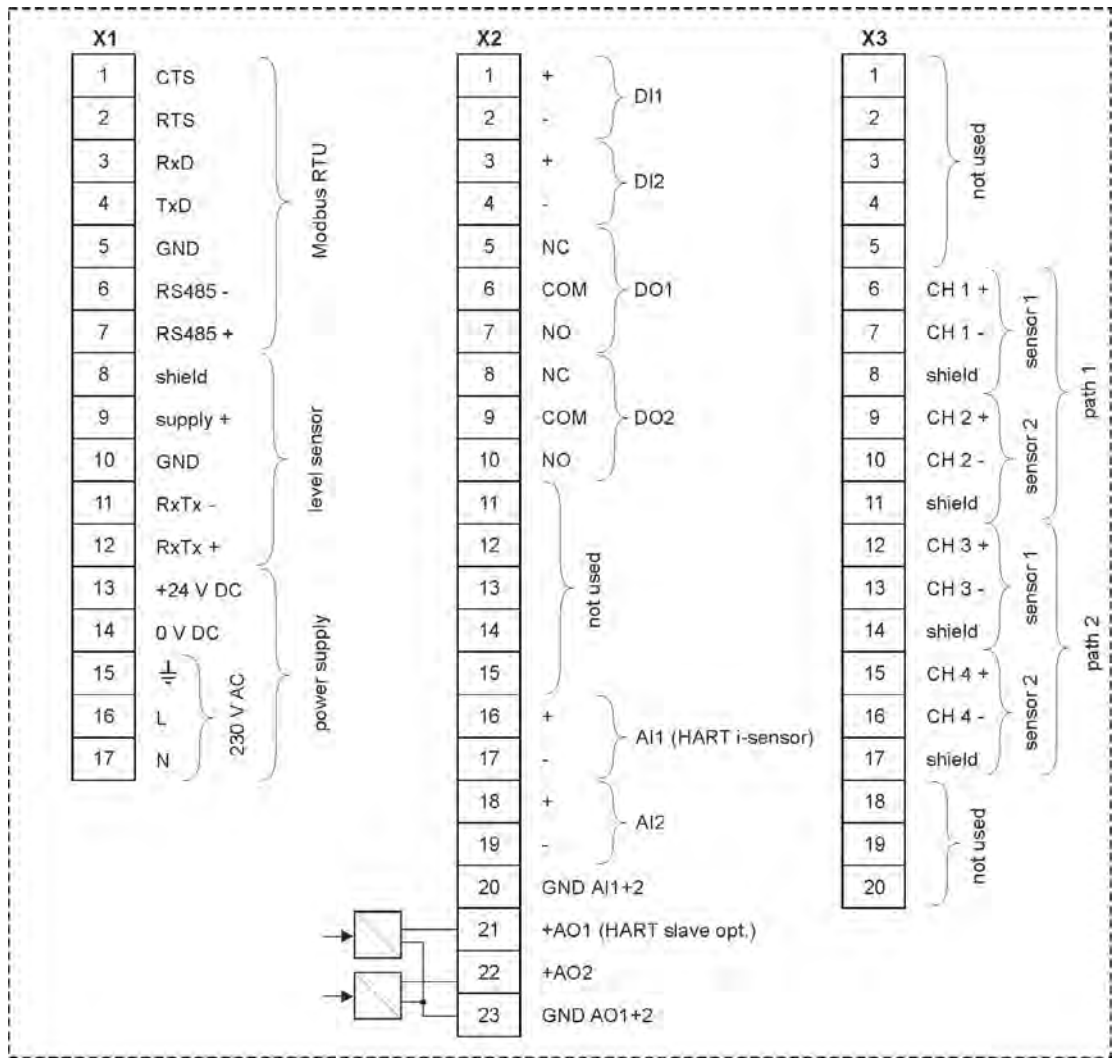 X1
1 CTS
2 RTS
3 RxD
4 TxD
5 GND
6 RS485 -
7 RS485 +
Modbus RTU
8 shield
9 supply +
10 GND
11 RxTx -
12 RxTx +
level sensor
13 +24 V DC
14 0 V DC
15
16 L
17 N
230 V AC
power supply
X2
1 +
2 -
DI1
3 +
4 -
DI2
5 NC
6 COM
7 NO
DO1
8 NC
9 COM
10 NO
DO2
11
12
13
14
15
not used
16 +
17 -
AI1 (HART i-sensor)
18 +
19 -
AI2
20 GND AI1+2
21 +AO1 (HART slave opt.)
22 +AO2
23 GND AO1+2
X3
1
2
3
4
5
not used
6 CH 1 +
7 CH 1 -
8 shield
sensor 1
9 CH 2 +
10 CH 2 -
11 shield
sensor 2
path 1
12 CH 3 +
13 CH 3 -
14 shield
sensor 1
15 CH 4 +
16 CH 4 -
17 shield
sensor 2
path 2
18
19
20
not used